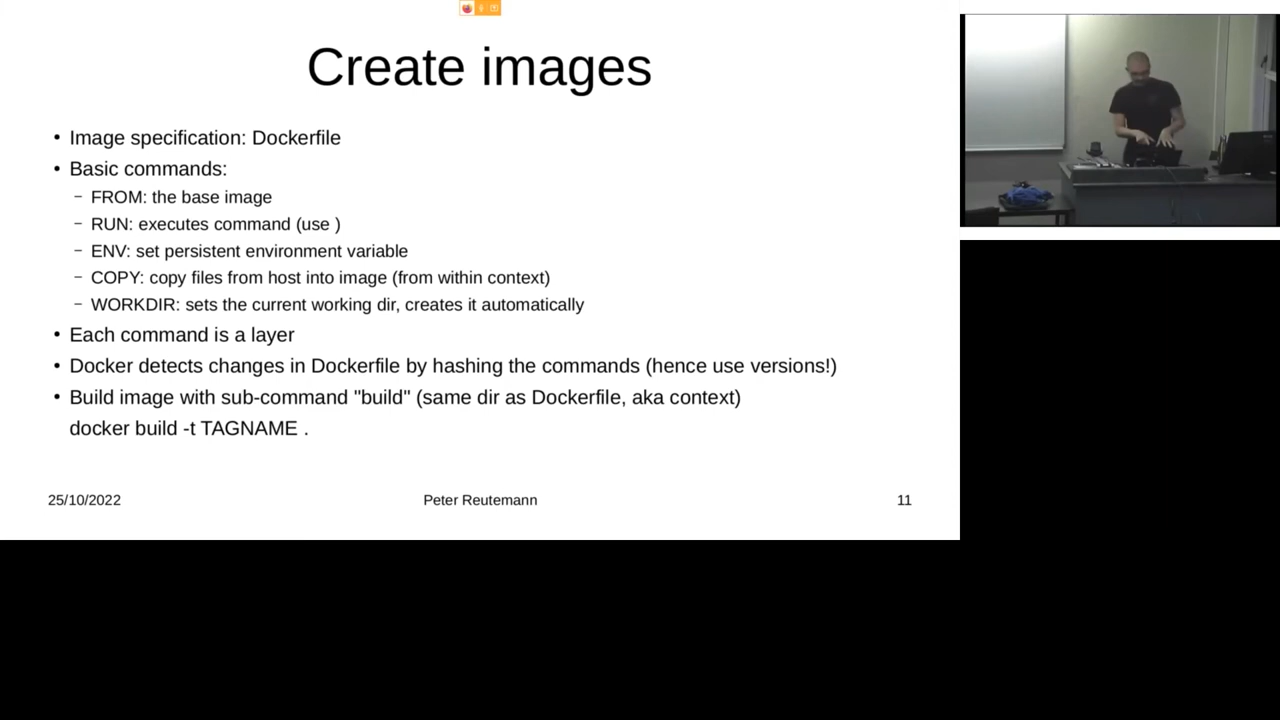 Create images
• Image specification: Dockerfile
• Basic commands:
– FROM: the base image
– RUN: executes command (use )
– ENV: set persistent environment variable
– COPY: copy files from host into image (from within context)
– WORKDIR: sets the current working dir, creates it automatically
• Each command is a layer
• Docker detects changes in Dockerfile by hashing the commands (hence use versions!)
• Build image with sub-command "build" (same dir as Dockerfile, aka context)
docker build -t TAGNAME .
25/10/2022
Peter Reutemann
11